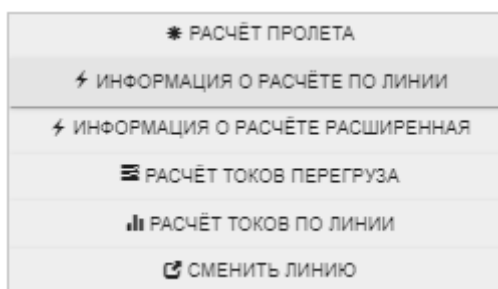 РАСЧЁТ ПРОЛЕТА
ИНФОРМАЦИЯ О РАСЧЁТЕ ПО ЛИНИИ
ИНФОРМАЦИЯ О РАСЧЁТЕ РАСШИРЕННАЯ
РАСЧЁТ ТОКОВ ПЕРЕГРУЗА
РАСЧЁТ ТОКОВ ПО ЛИНИИ
СМЕНИТЬ ЛИНИЮ